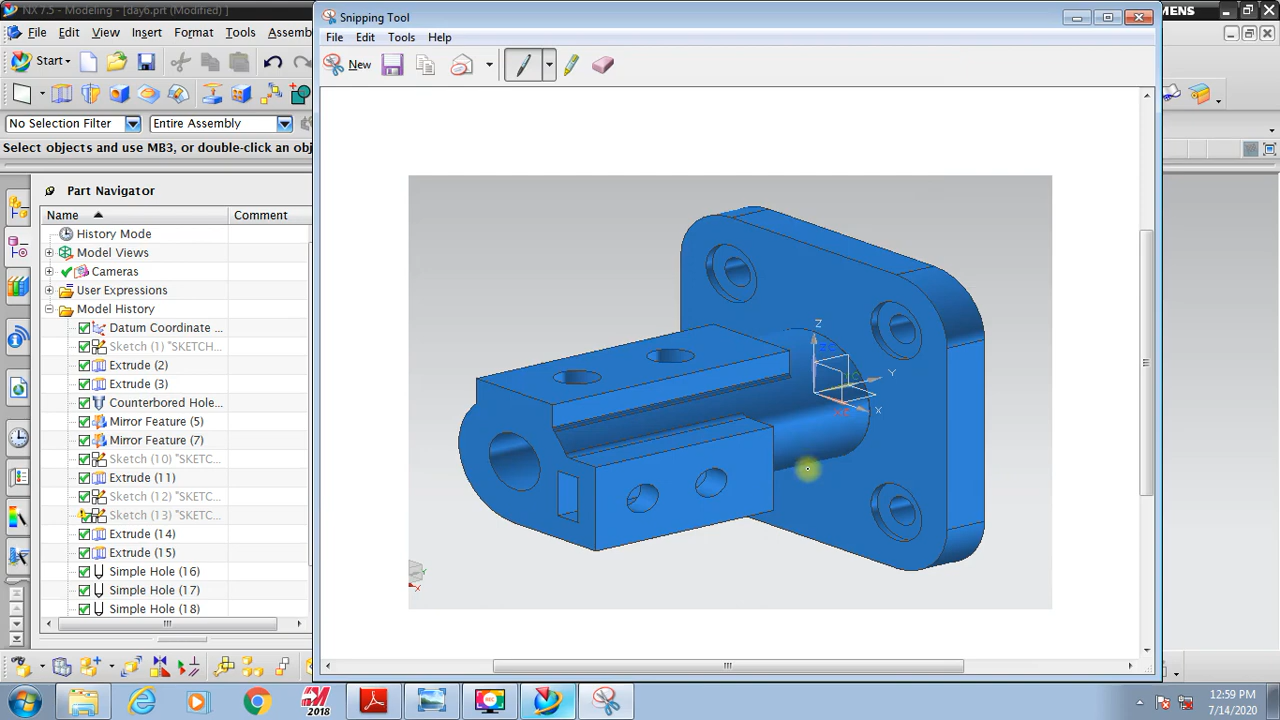 NX 7.5 - Modeling - [day6.prt (Modified) ]
SIEMENS
Snipping Tool
File Edit View Insert Format Tools Assemb
File Edit Tools Help
Start
New
No Selection Filter
Entire Assembly
Select objects and use MB3, or double-click an obj
Part Navigator
Name
Comment
History Mode
Model Views
Cameras
User Expressions
Model History
Datum Coordinate ...
Sketch (1) "SKETCH...
Extrude (2)
Extrude (3)
Counterbored Hole...
Mirror Feature (5)
Mirror Feature (7)
Sketch (10) "SKETC...
Extrude (11)
Sketch (12) "SKETC...
Sketch (13) "SKETC...
Extrude (14)
Extrude (15)
Simple Hole (16)
Simple Hole (17)
Simple Hole (18)
Z
Y
X
X
2018
12:59 PM
7/14/2020